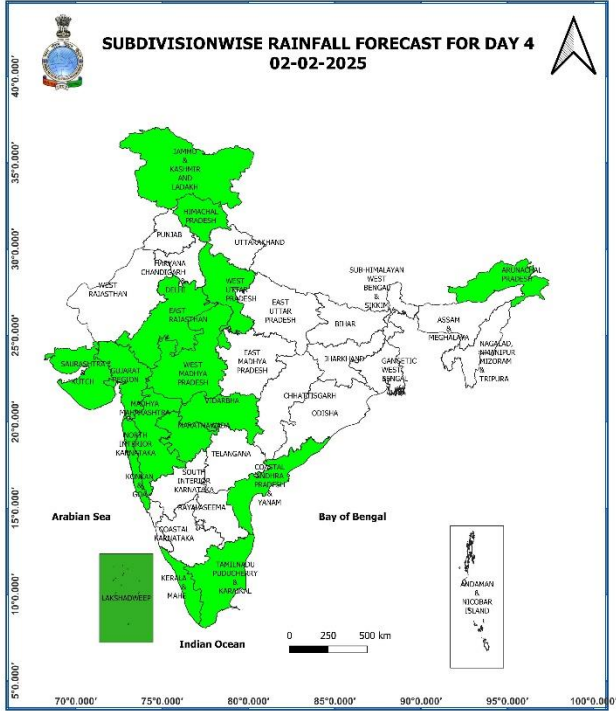 SUBDIVISIONWISE RAINFALL FORECAST FOR DAY 4
02-02-2025
40°0.000'
35°0.000'
30°0.000'
25°0.000'
20°0.000'
15°0.000'
10°0.000'
5°0.000'
JAMMU
&
KASHMIR
AND
LADAKH
HIMACHAL
PRADESH
PUNJAB
UTTARAKHAND
HARYANA
CHANDIGARH
DELHI
WEST
RAJASTHAN
WEST
UTTAR
PRADESH
EAST
RAJASTHAN
EAST
UTTAR
PRADESH
SUB-HIMALAYAN
WEST
BENGAL
&
SIKKIM
ARUNACHAL
PRADESH
BIHAR
ASSAM
&
MEGHALAYA
NAGALAD,
MANIPUR
MIZORAM
&
TRIPURA
SAURASHTRA
&
KUTCH
GUJARAT
REGION
WEST
MADHYA
PRADESH
EAST
MADHYA
PRADESH
JHARKHAND
GANGETIC
WEST
BENGAL
CHHATTISGARH
ODISHA
MADHYA
MAHARASHTRA
VIDARBHA
MARATHWADA
NORTH
INTERIOR
KARNATAKA
TELANGANA
KONKAN
&
GOA
SOUTH
INTERIOR
KARNATAKA
COASTAL
ANDHRA
PRADESH
&
YANAM
RAYALASEEMA
COASTAL
KARNATAKA
Arabian Sea
Bay of Bengal
LAKSHADWEEP
KERALA
&
MAHE
TAMILNADU
PUDUCHERRY
&
KARAIKAL
ANDAMAN
&
NICOBAR
ISLAND
Indian Ocean
0 250 500 km
70°0.000' 75°0.000' 80°0.000' 85°0.000' 90°0.000' 95°0.000' 100°0.000'